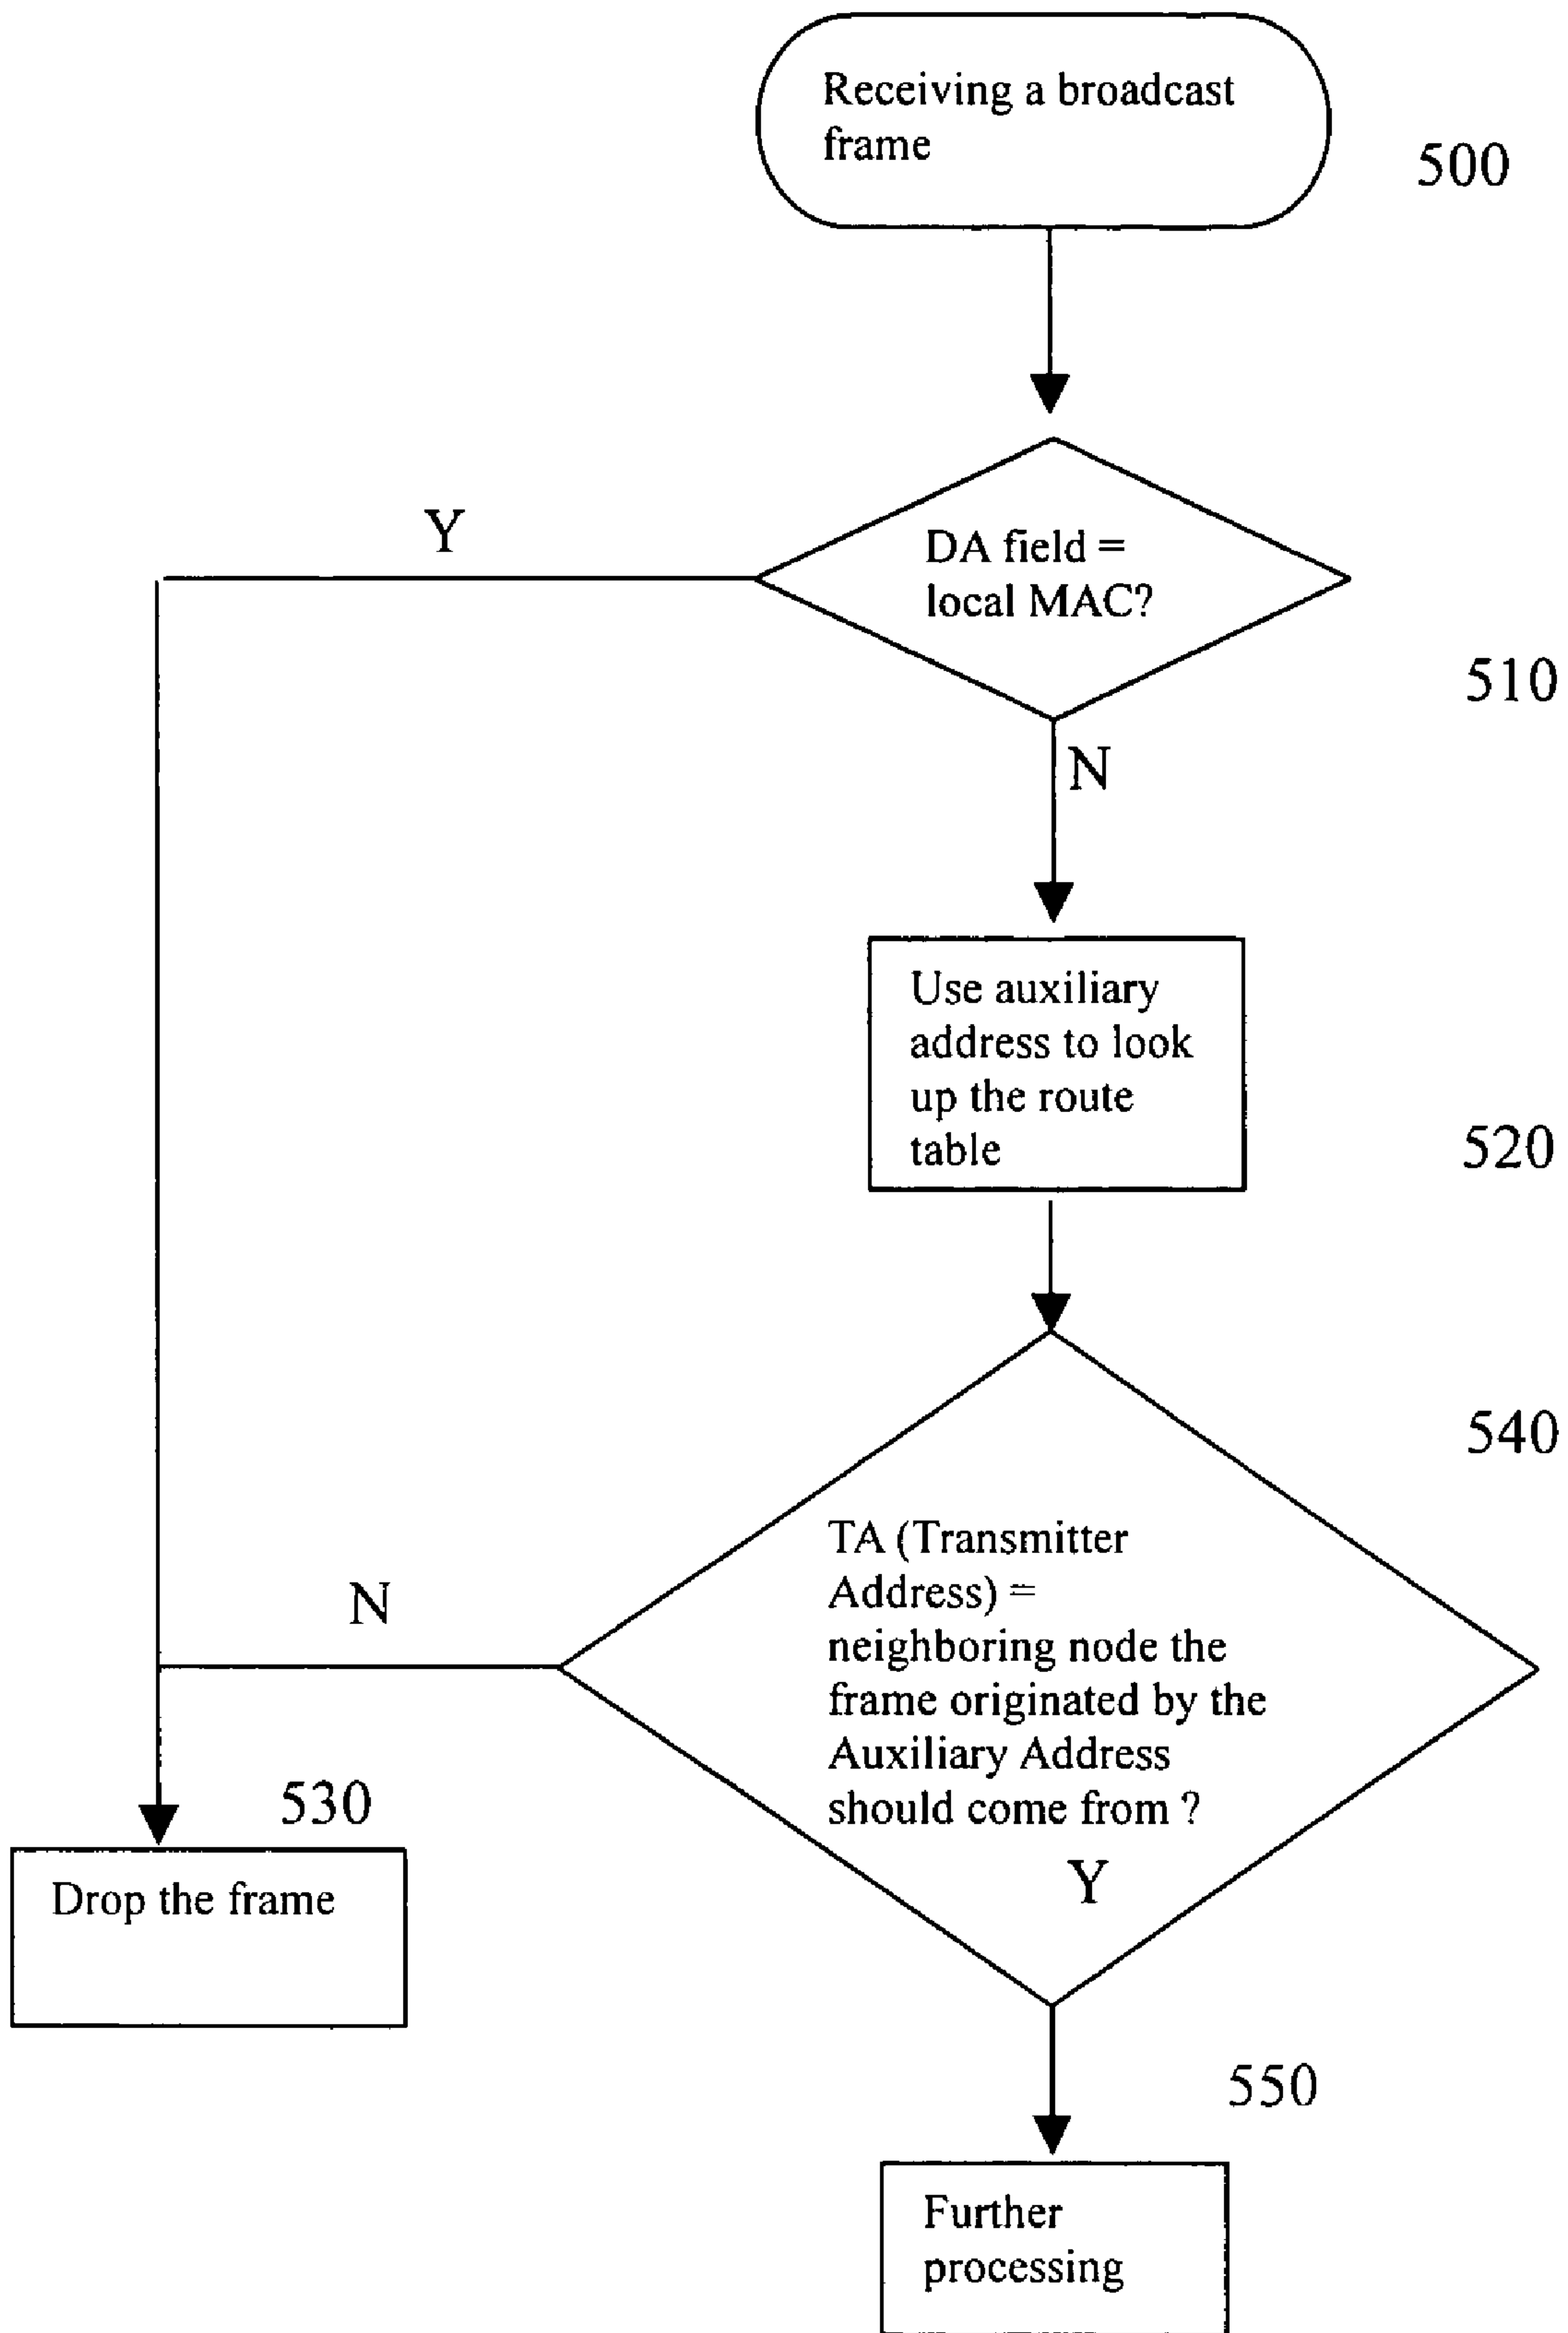 Receiving a broadcast
frame
500
Y
DA field =
local MAC?
510
N
Use auxiliary
address to look
up the route
table
520
540
TA (Transmitter
Address) =
neighboring node the
frame originated by the
Auxiliary Address
should come from ?
N
Y
530
Drop the frame
550
Further
processing